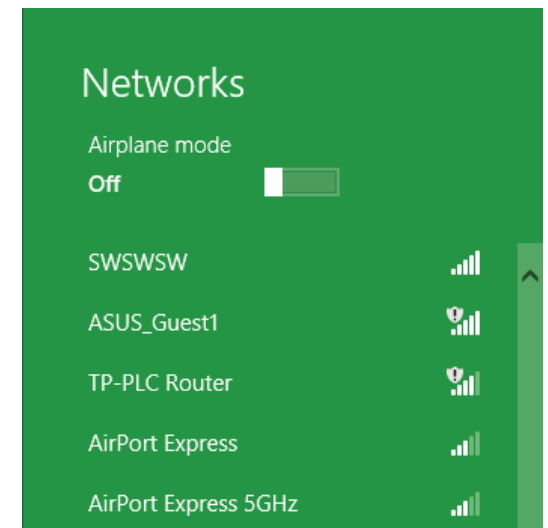 Networks
Airplane mode
Off
SWSWSW
ASUS_Guest1
TP-PLC Router
AirPort Express
AirPort Express 5GHz